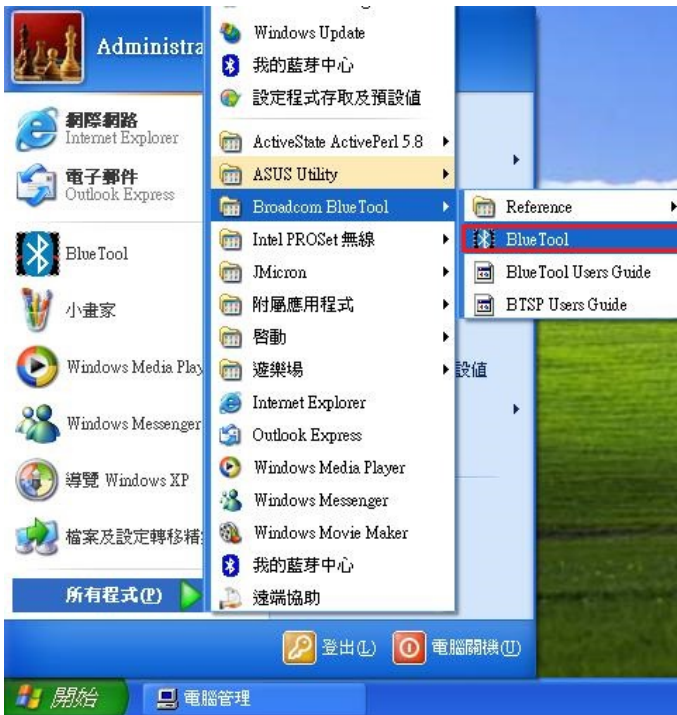 Administra
網際網路
Internet Explorer
電子郵件
Outlook Express
BlueTool
小畫家
Windows Media Play
Windows Messenger
導覽 Windows XP
檔案及設定轉移精
所有程式(P)
Windows Update
我的藍芽中心
設定程式存取及預設值
ActiveState ActivePerl 5.8
ASUS Utility
Broadcom BlueTool
Intel PROSet 無線
JMicron
附屬應用程式
啓動
遊樂場
Internet Explorer
Outlook Express
Windows Media Player
Windows Messenger
Windows Movie Maker
我的藍芽中心
遠端協助
Reference
BlueTool
BlueTool Users Guide
BTSP Users Guide
設值
登出(L)
電腦關機(U)
開始
電腦管理